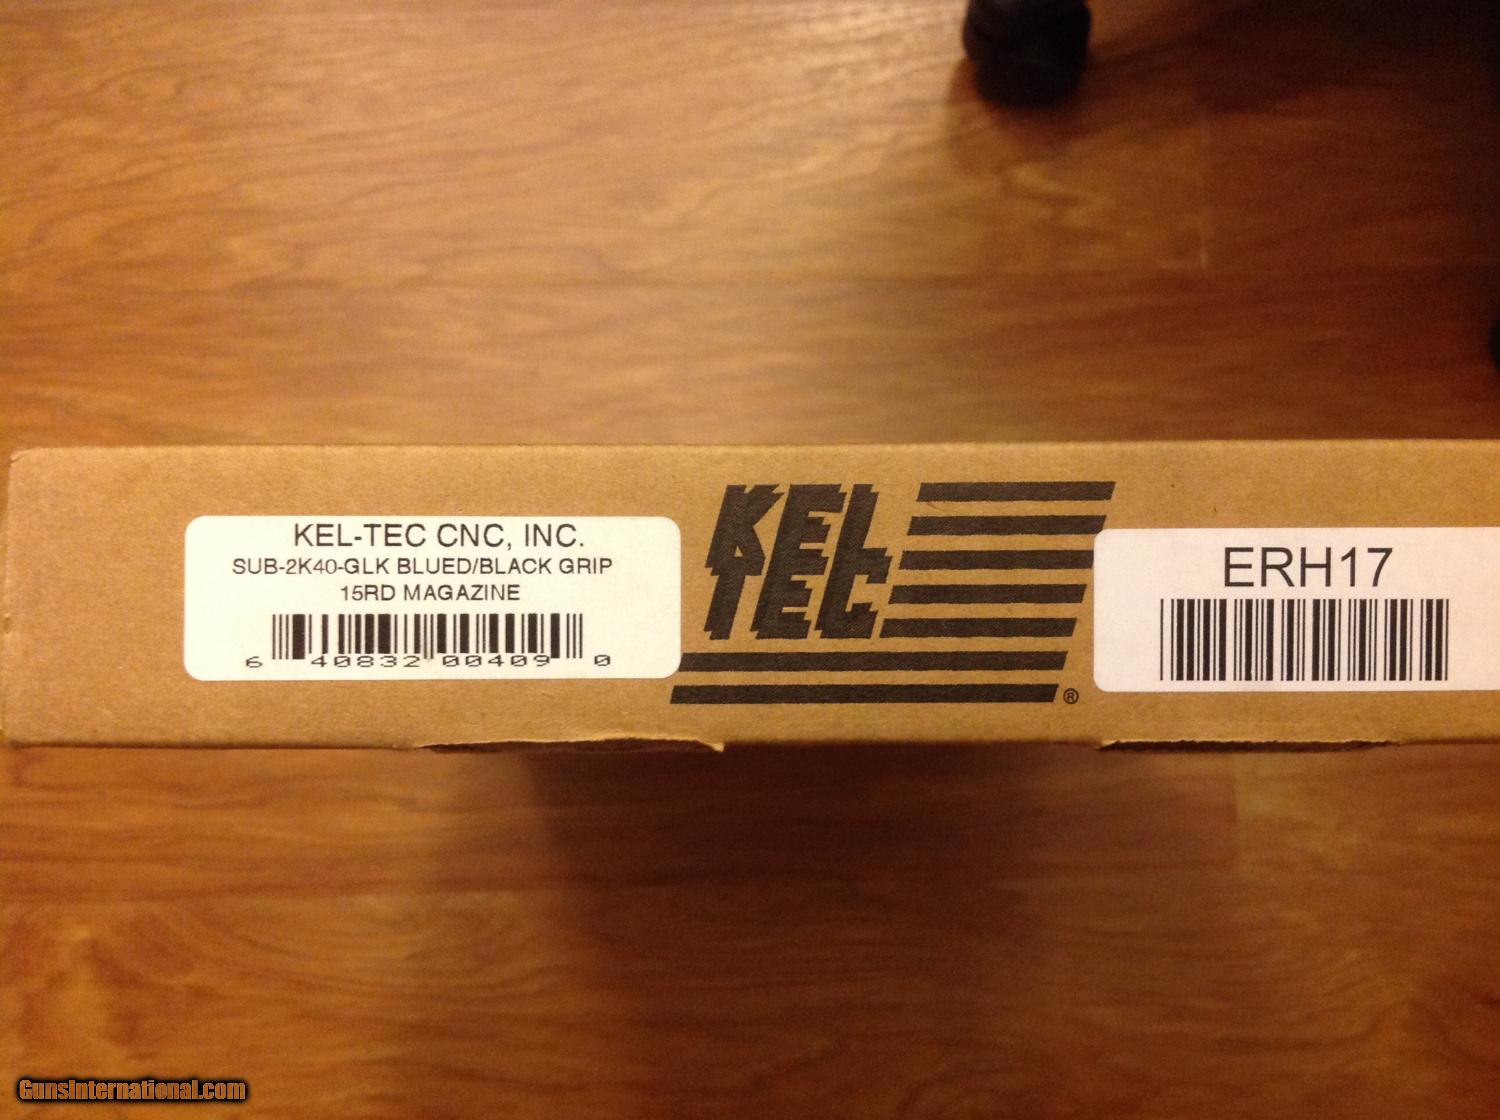 KEL-TEC CNC, INC.
SUB-2K40-GLK BLUED/BLACK GRIP
15RD MAGAZINE
6 40832 00409 0
KEL
TEC
®
ERH17
GunsInternational.com